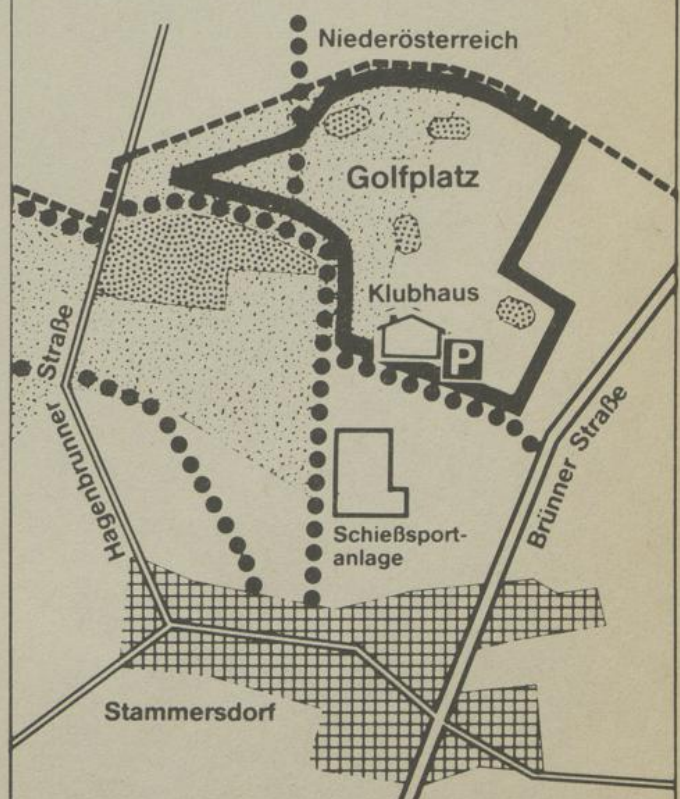 Niederösterreich
Golfplatz
Klubhaus
P
Hagenbrunner Straße
Brünner Straße
Schießsport-
anlage
Stammersdorf